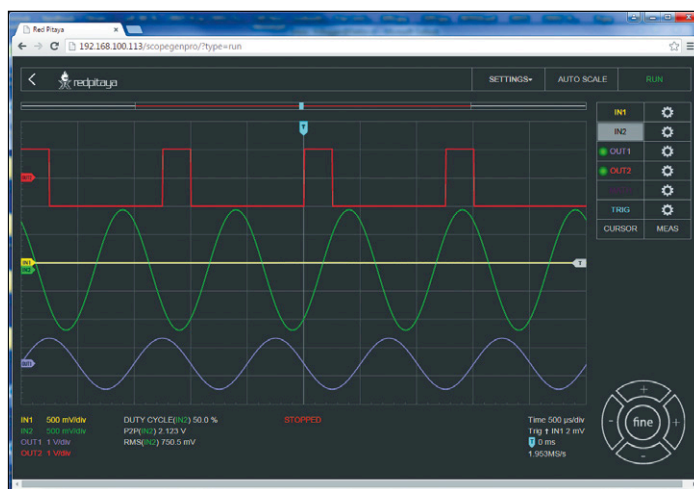 Red Pitaya
192.168.100.113/scopegenpro/?type=run
redpitaya
SETTINGS
AUTO SCALE
RUN
T
IN1
IN2
OUT1
OUT2
TRIG
CURSOR
MEAS
IN1
IN2
T
IN1 500 mV/div
DUTY CYCLE(IN2) 50.0 %
STOPPED
Time 500 µs/div
IN2 500 mV/div
P2P(IN2) 2.123 V
Trig IN1 2 mV
OUT1 1 V/div
RMS(IN2) 750.5 mV
T 0 ms
OUT2 1 V/div
1.953MS/s
+
- fine +
-